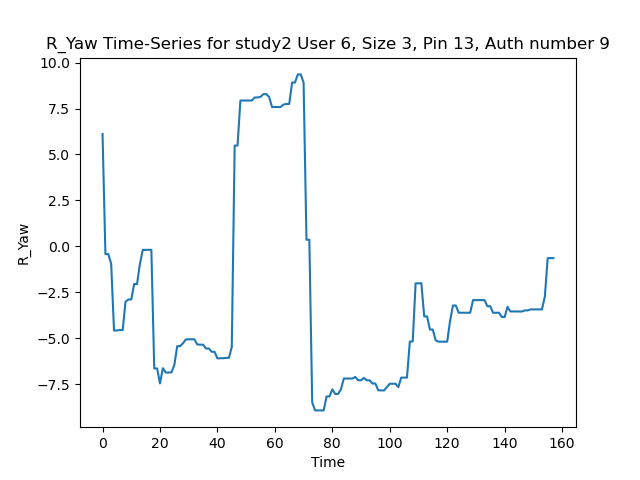 R_Yaw Time-Series for study2 User 6, Size 3, Pin 13, Auth number 9
10.0
7.5
5.0
2.5
0.0
−2.5
−5.0
−7.5
R_Yaw
0 20 40 60 80 100 120 140 160
Time